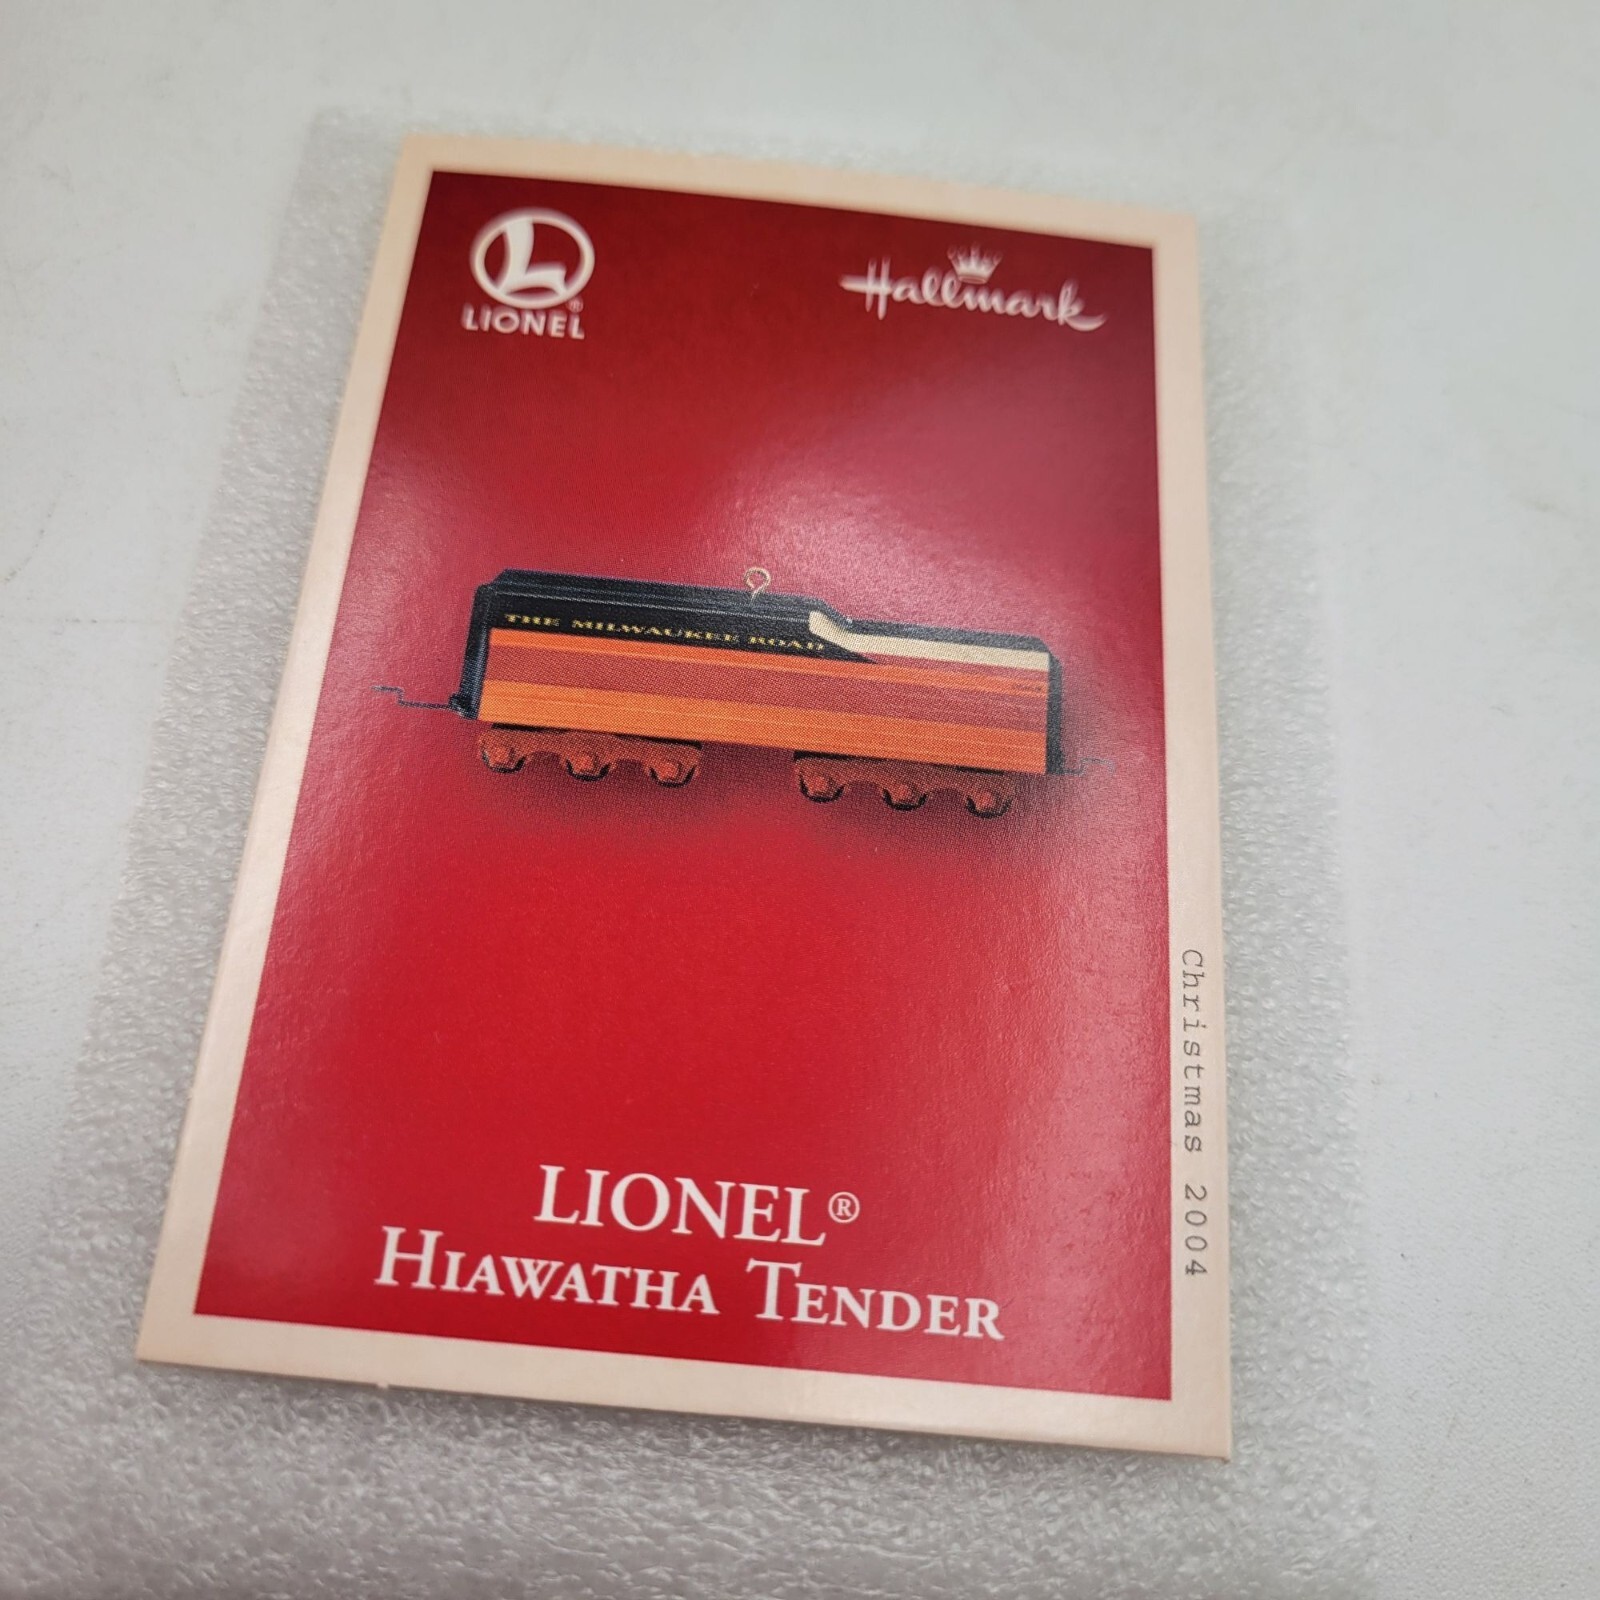 LIONEL®
Hallmark
THE MILWAUKEE ROAD
LIONEL®
HIAWATHA TENDER
Christmas 2004